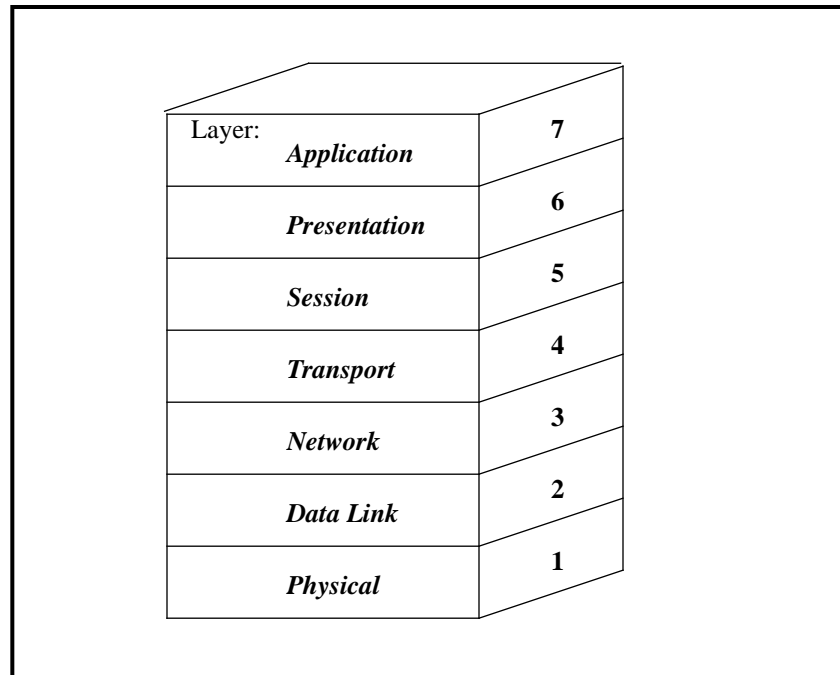 Layer:
Application 7
Presentation 6
Session 5
Transport 4
Network 3
Data Link 2
Physical 1